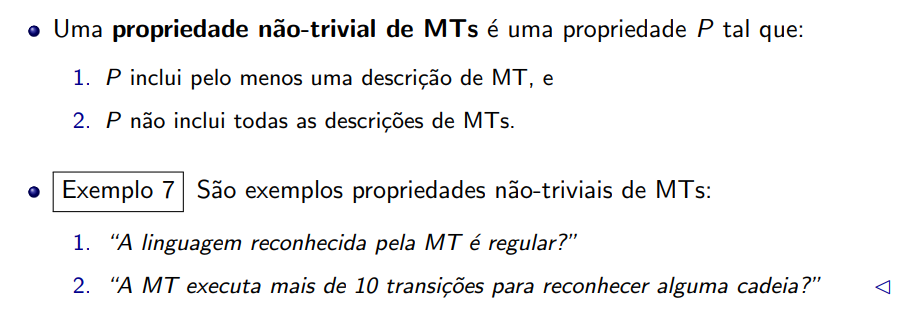 Uma propriedade não-trivial de MTs é uma propriedade P tal que:
1. P inclui pelo menos uma descrição de MT, e
2. P não inclui todas as descrições de MTs.
Exemplo 7 São exemplos propriedades não-triviais de MTs:
1. “A linguagem reconhecida pela MT é regular?”
2. “A MT executa mais de 10 transições para reconhecer alguma cadeia?” ◁